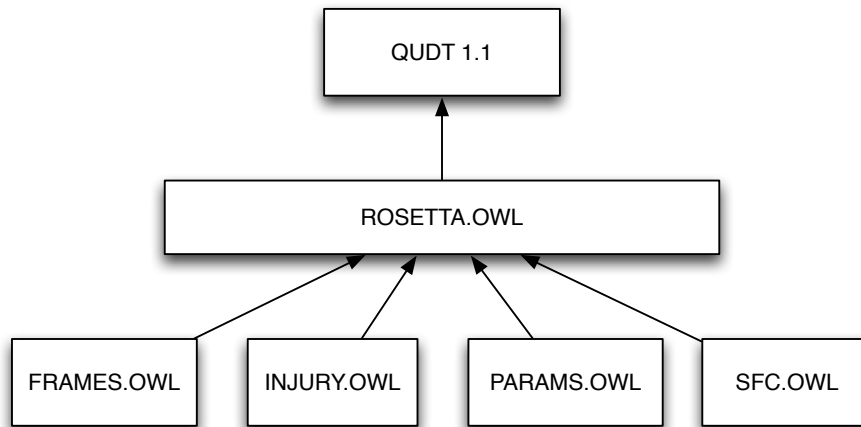 QUDT 1.1
ROSETTA.OWL
FRAMES.OWL
INJURY.OWL
PARAMS.OWL
SFC.OWL